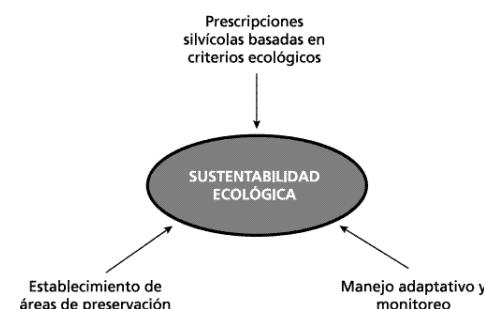 Prescripciones
silvícolas basadas en
criterios ecológicos
SUSTENTABILIDAD
ECOLÓGICA
Establecimiento de
áreas de preservación
Manejo adaptativo y
monitoreo